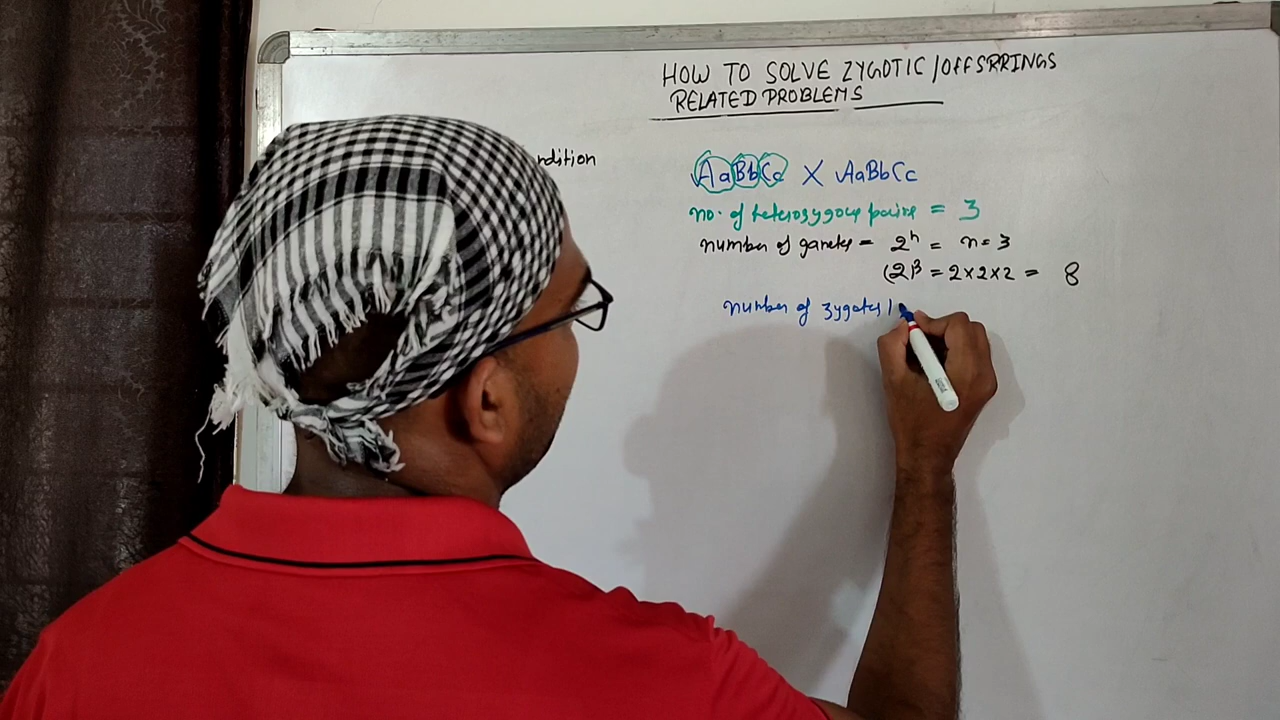 HOW TO SOLVE ZYGOTIC/OFFSRRINGS
RELATED PROBLEMS
ndition
AaBbCc X AaBbCc
no. of heterozygous pairs = 3
number of gametes = 2ⁿ = n=3
(2)³ = 2×2×2 = 8
number of zygotes /